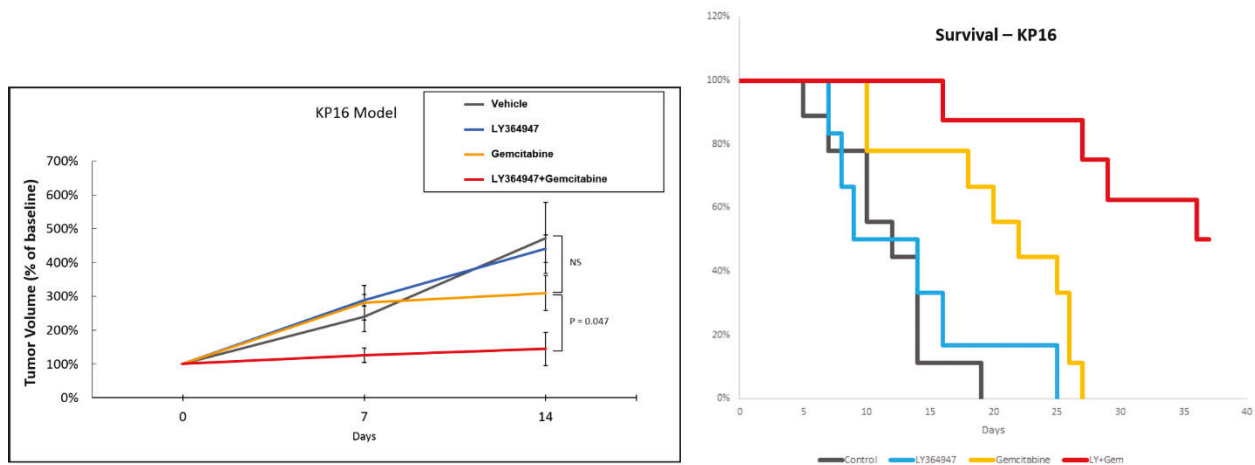 KP16 Model
Vehicle
LY364947
Gemcitabine
LY364947+Gemcitabine
Tumor Volume (% of baseline)
700%
600%
500%
400%
300%
200%
100%
0%
NS
P = 0.047
0 7 14
Days
Survival – KP16
120%
100%
80%
60%
40%
20%
0%
0 5 10 15 20 25 30 35 40
Days
Control LY364947 Gemcitabine LY+Gem